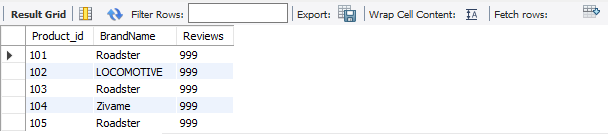 Result Grid Filter Rows: Export: Wrap Cell Content: Fetch rows:
Product_id BrandName Reviews
101 Roadster 999
102 LOCOMOTIVE 999
103 Roadster 999
104 Zivame 999
105 Roadster 999